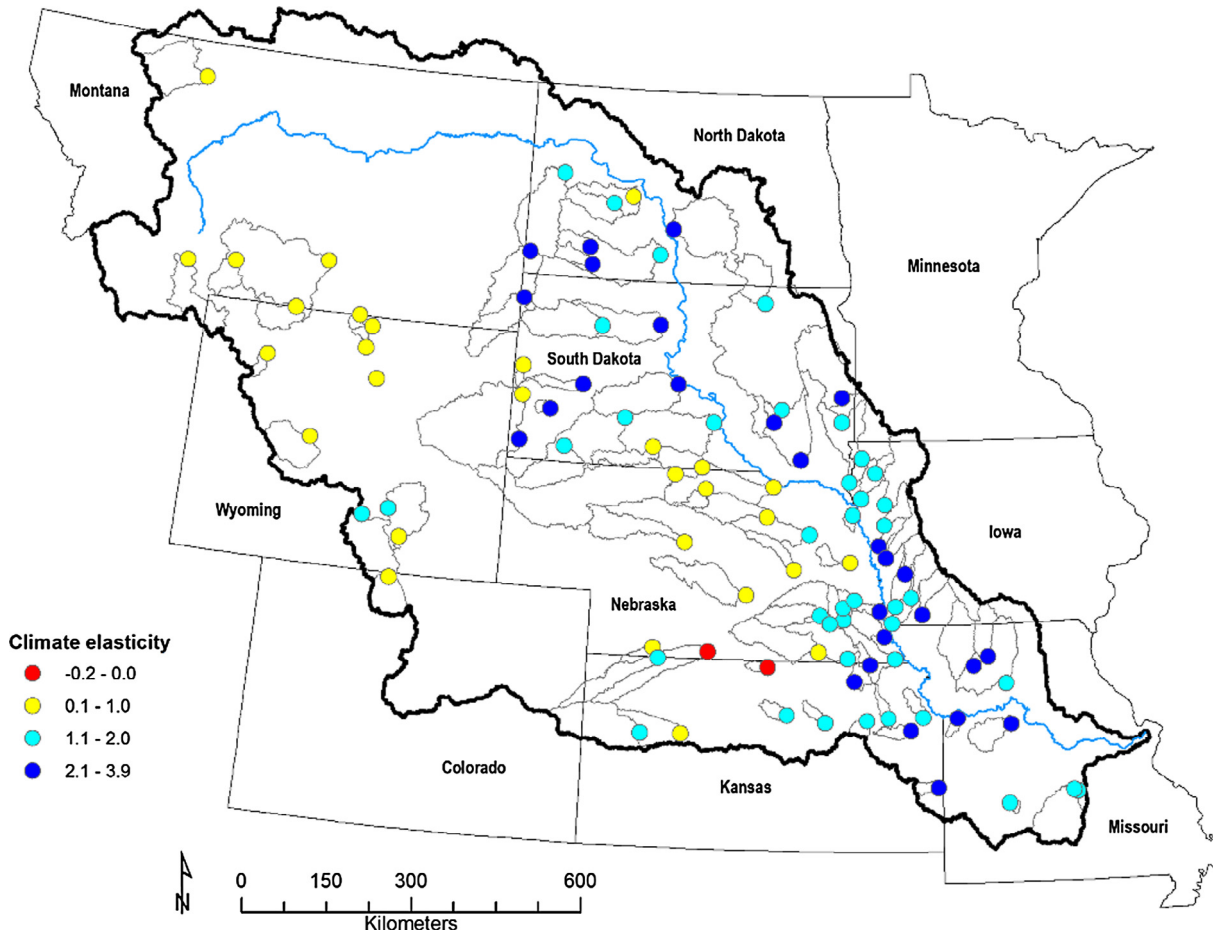 Montana
North Dakota
Minnesota
South Dakota
Wyoming
Iowa
Nebraska
Climate elasticity
-0.2 - 0.0
0.1 - 1.0
1.1 - 2.0
2.1 - 3.9
Colorado
Kansas
Missouri
N
0 150 300 600
Kilometers